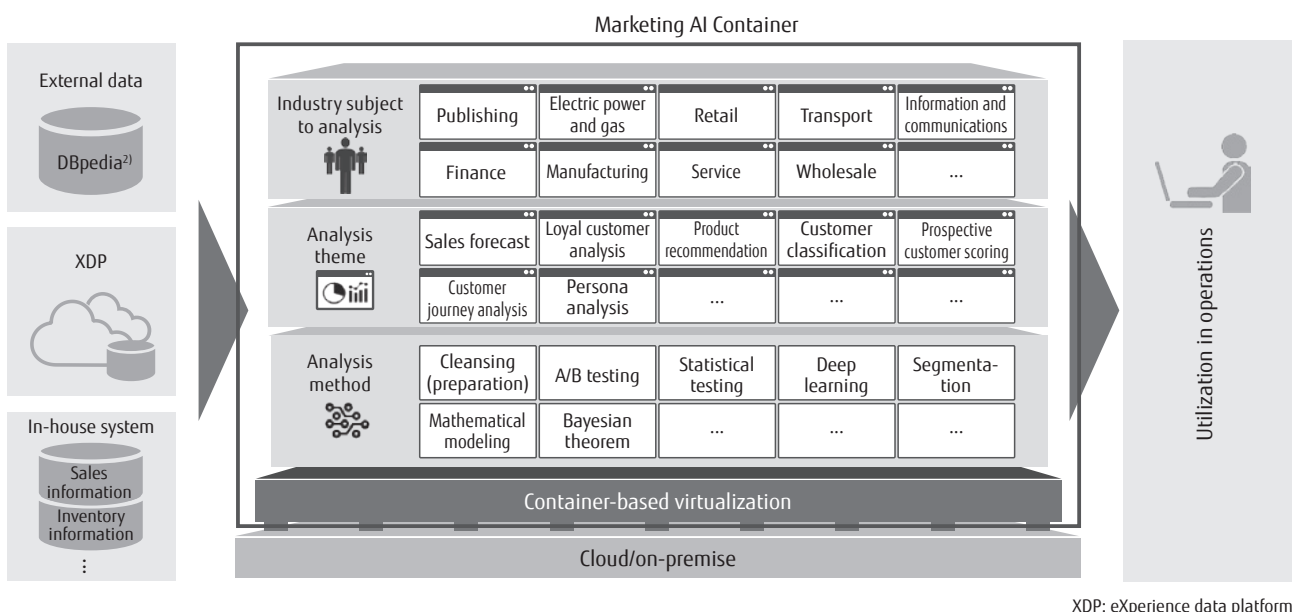 Marketing AI Container
External data
DBpedia2)
XDP
In-house system
Sales
information
Inventory
information
⋮
Industry subject
to analysis
Publishing
Electric power
and gas
Retail
Transport
Information and
communications
Finance
Manufacturing
Service
Wholesale
...
Analysis
theme
Sales forecast
Loyal customer
analysis
Product
recommendation
Customer
classification
Prospective
customer scoring
Customer
journey analysis
Persona
analysis
...
...
...
Analysis
method
Cleansing
(preparation)
A/B testing
Statistical
testing
Deep
learning
Segmenta-
tion
Mathematical
modeling
Bayesian
theorem
...
...
...
Container-based virtualization
Cloud/on-premise
Utilization in operations
XDP: eXperience data platform